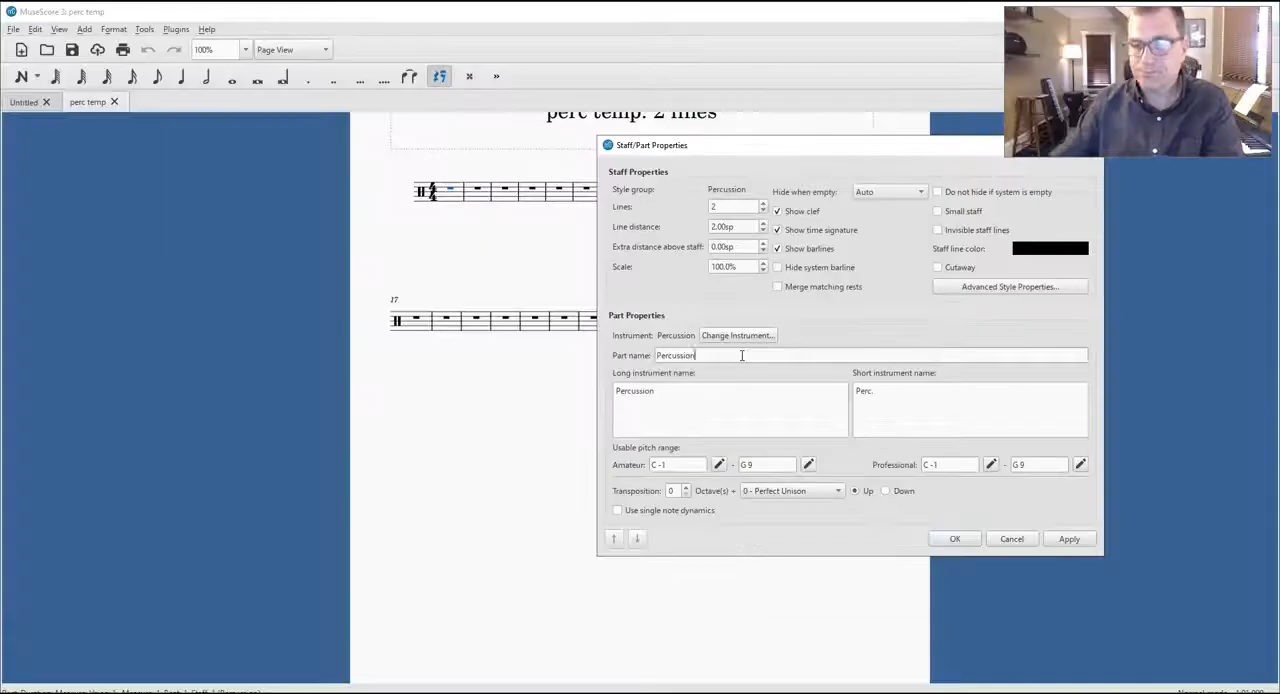 MuseScore 3: perc temp
File Edit View Add Format Tools Plugins Help
100% Page View
Untitled perc temp
perc temp: 2 lines
17
Staff/Part Properties
Staff Properties
Style group: Percussion Hide when empty: Auto Do not hide if system is empty
Lines: 2 Show clef Small staff
Line distance: 2.00sp Show time signature Invisible staff lines
Extra distance above staff: 0.00sp Show barlines Staff line color:
Scale: 100.0% Hide system barline Cutaway
Merge matching rests Advanced Style Properties...
Part Properties
Instrument: Percussion Change Instrument...
Part name: Percussion
Long instrument name: Short instrument name:
Percussion Perc.
Usable pitch range:
Amateur: C -1 - G 9 Professional: C -1 - G 9
Transposition: 0 Octave(s) + 0 - Perfect Unison Up Down
Use single note dynamics
OK Cancel Apply